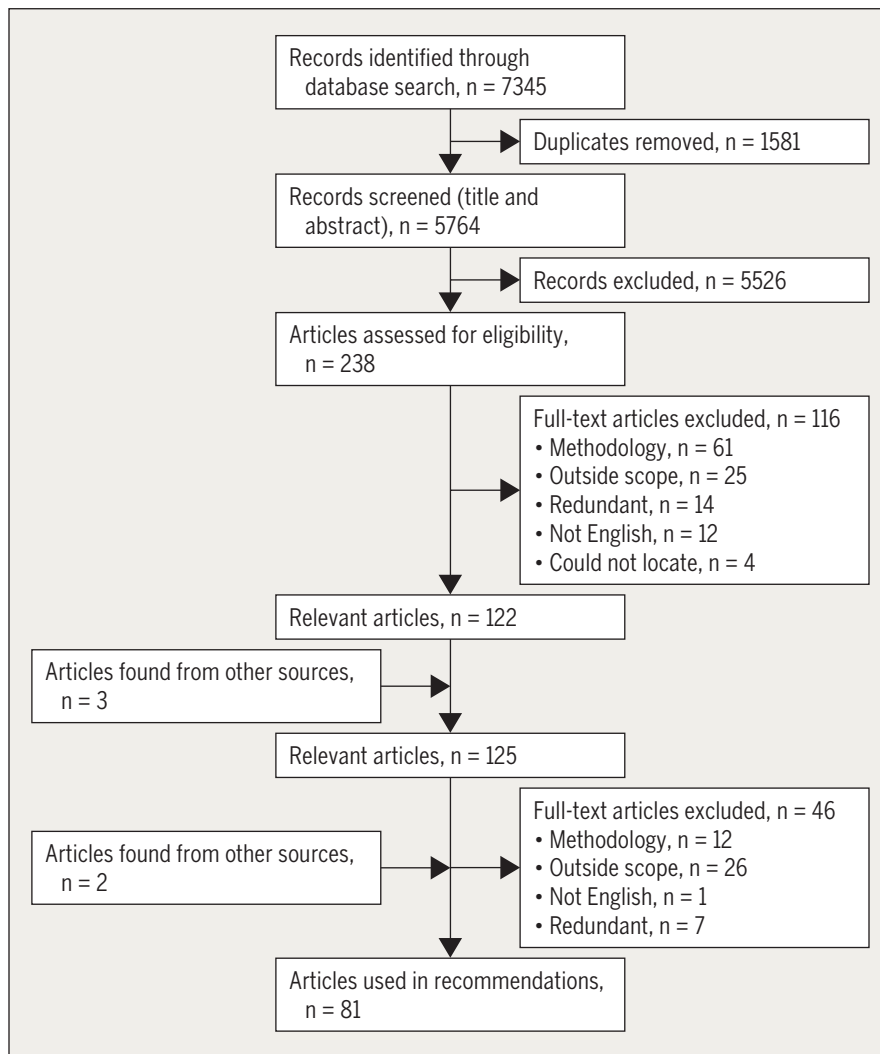 Records identified through
database search, n = 7345
Duplicates removed, n = 1581
Records screened (title and
abstract), n = 5764
Records excluded, n = 5526
Articles assessed for eligibility,
n = 238
Full-text articles excluded, n = 116
• Methodology, n = 61
• Outside scope, n = 25
• Redundant, n = 14
• Not English, n = 12
• Could not locate, n = 4
Relevant articles, n = 122
Articles found from other sources,
n = 3
Relevant articles, n = 125
Articles found from other sources,
n = 2
Full-text articles excluded, n = 46
• Methodology, n = 12
• Outside scope, n = 26
• Not English, n = 1
• Redundant, n = 7
Articles used in recommendations,
n = 81